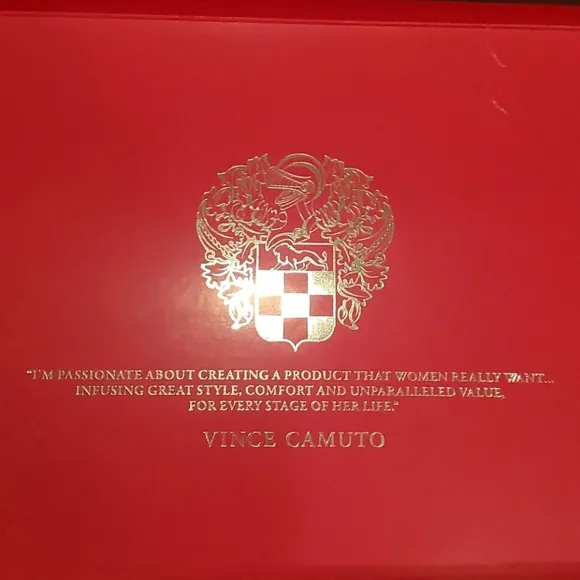 "I'M PASSIONATE ABOUT CREATING A PRODUCT THAT WOMEN REALLY WANT...
INFUSING GREAT STYLE, COMFORT AND UNPARALLELED VALUE,
FOR EVERY STAGE OF HER LIFE."
VINCE CAMUTO